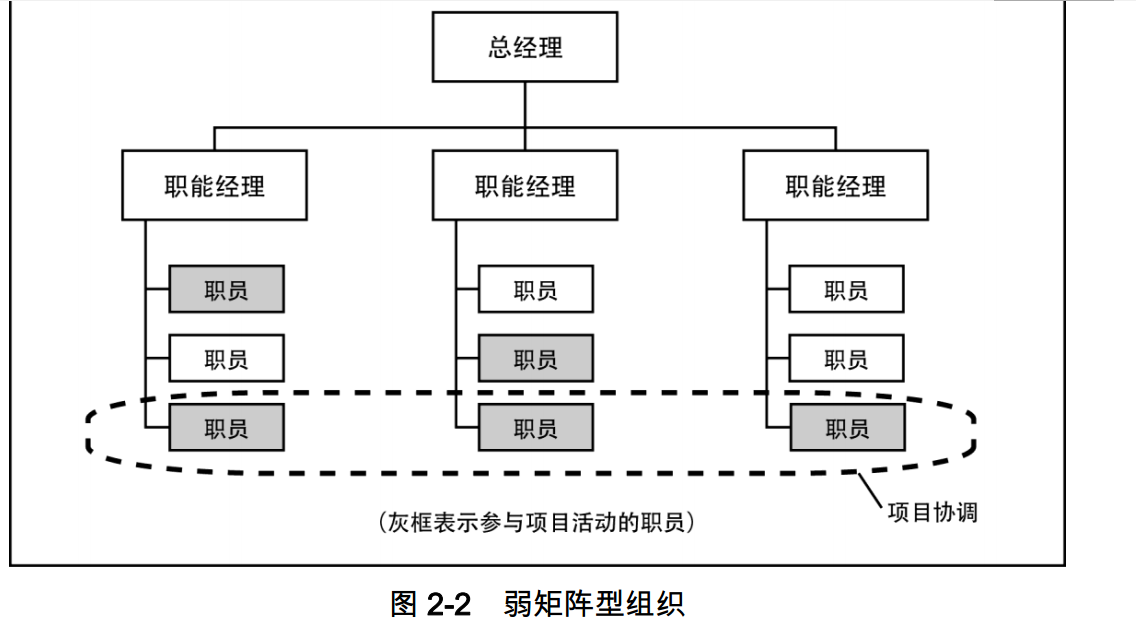 总经理
职能经理 职能经理 职能经理
职员 职员 职员
职员 职员 职员
职员 职员 职员
项目协调
（灰框表示参与项目活动的职员）
图 2-2 弱矩阵型组织